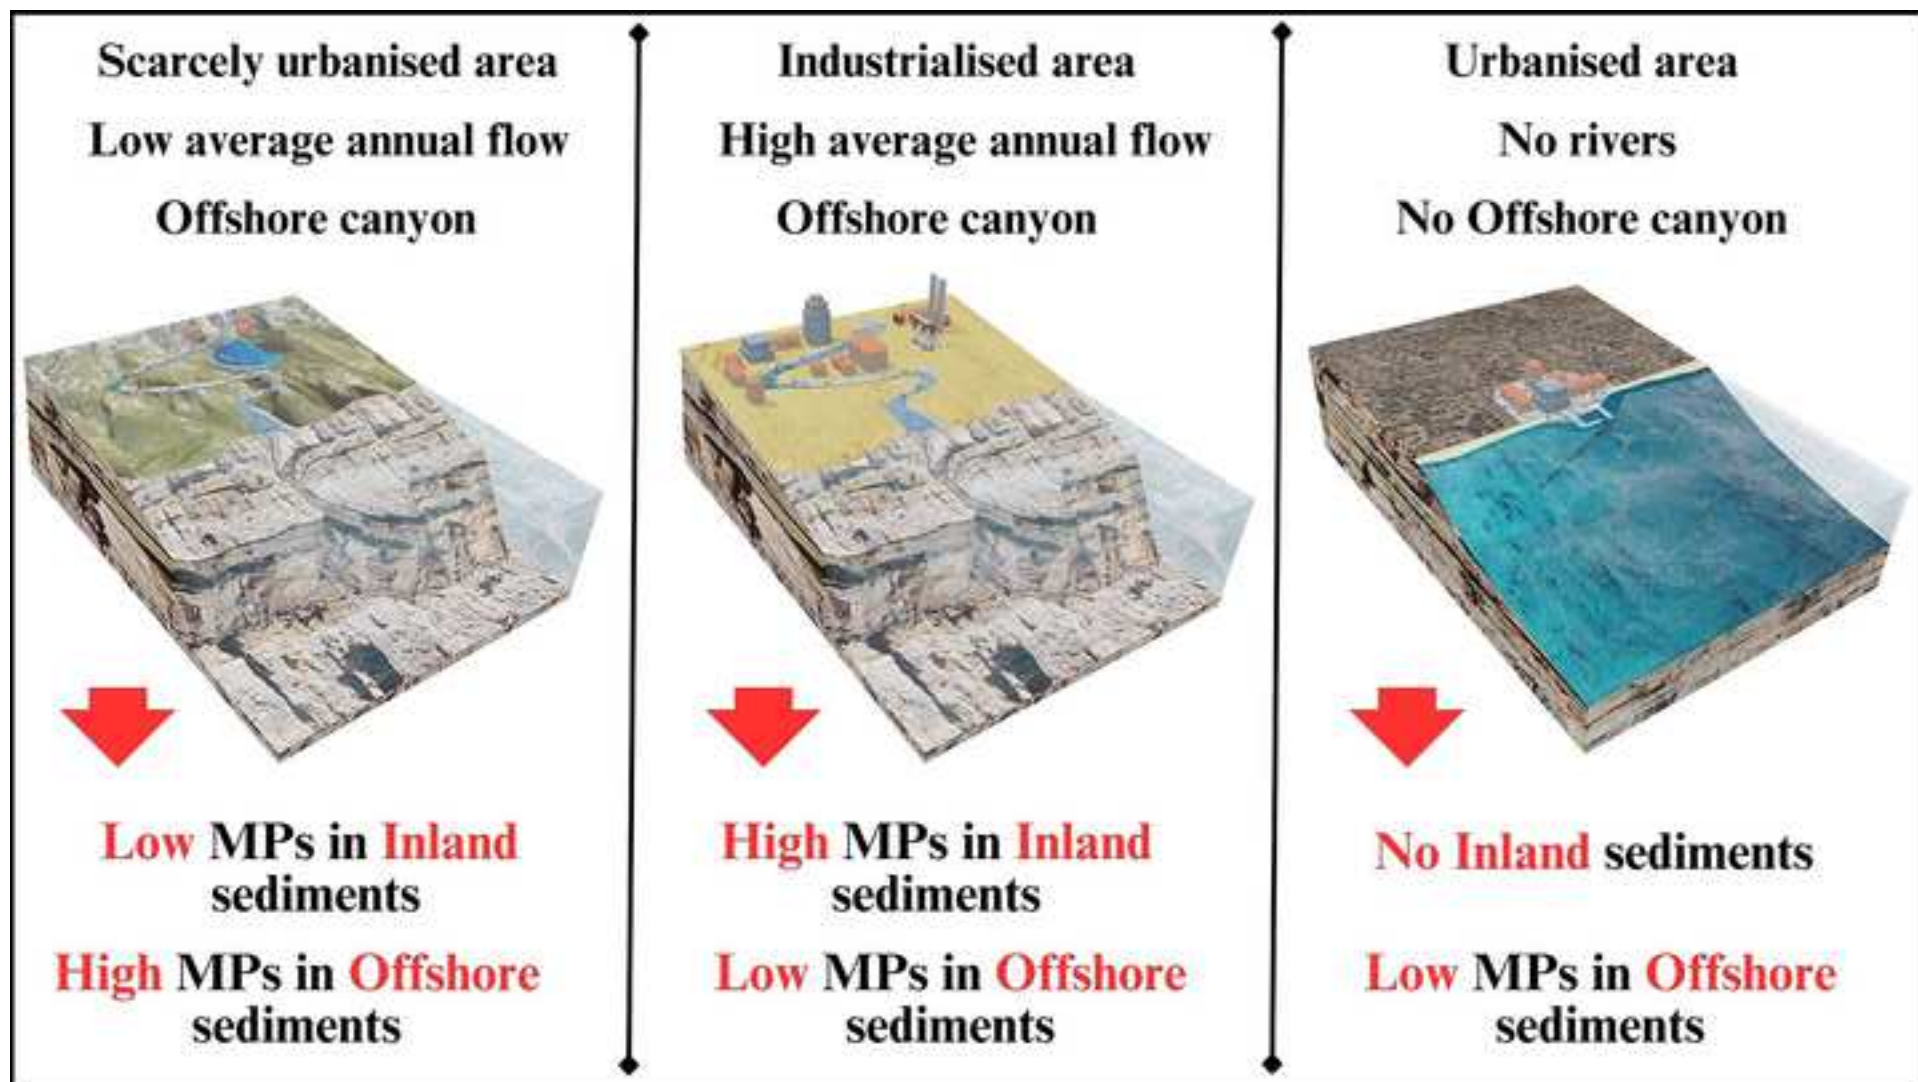 Scarcely urbanised area
Low average annual flow
Offshore canyon
Low MPs in Inland
sediments
High MPs in Offshore
sediments
Industrialised area
High average annual flow
Offshore canyon
High MPs in Inland
sediments
Low MPs in Offshore
sediments
Urbanised area
No rivers
No Offshore canyon
No Inland sediments
Low MPs in Offshore
sediments